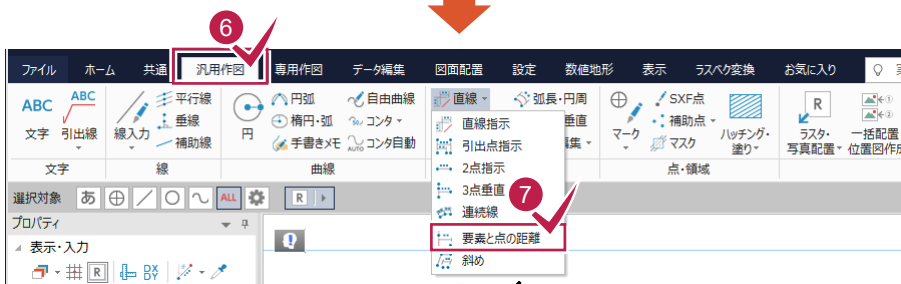 6
ファイル ホーム 共通 汎用作図 専用作図 データ編集 図面配置 設定 数値地形 表示 ラスベク変換 お気に入り
ABC 文字
ABC 引出線
文字
線入力
平行線
垂線
補助線
線
円
円弧
楕円・弧
手書きメモ
自由曲線
コンタ
コンタ自動
曲線
直線
弧長・円周
垂直
集
直線指示
引出点指示
2点指示
3点垂直
連続線
要素と点の距離
斜め
7
マーク
SXF点
補助点
マスク
ハッチング・塗り
点・領域
R
ラスタ・写真配置
一括配置
位置図作成
選択対象 あ ALL R
プロパティ
表示・入力
R DX DY